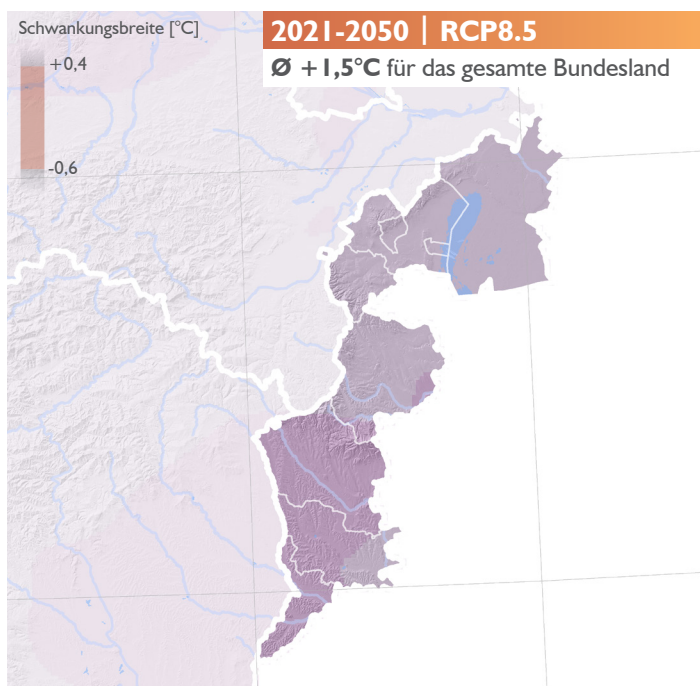 Schwankungsbreite [°C]
+0,4
-0,6
2021-2050 | RCP8.5
Ø +1,5°C für das gesamte Bundesland